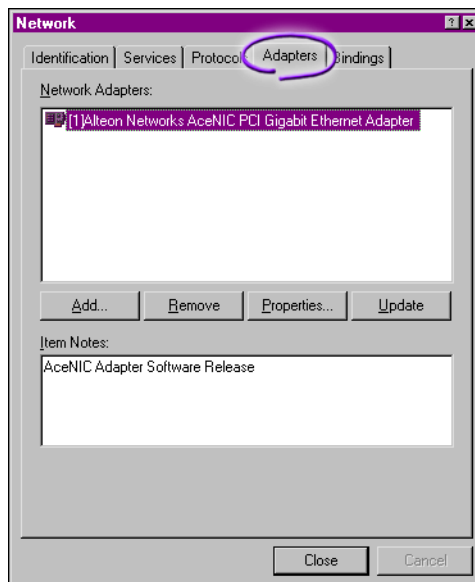 Network
Identification Services Protocol Adapters Bindings
Network Adapters:
[1]Alteon Networks AceNIC PCI Gigabit Ethernet Adapter
Add... Remove Properties... Update
Item Notes:
AceNIC Adapter Software Release
Close Cancel